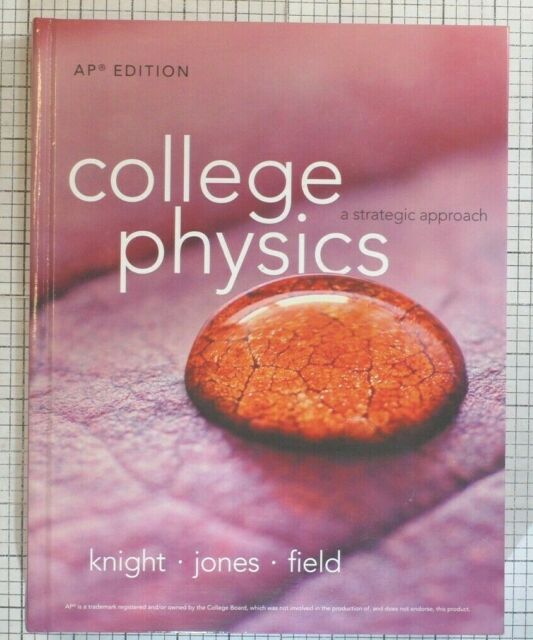 AP® EDITION
college
a strategic approach
physics
knight · jones · field
AP® is a trademark registered and/or owned by the College Board, which was not involved in the production of, and does not endorse, this product.